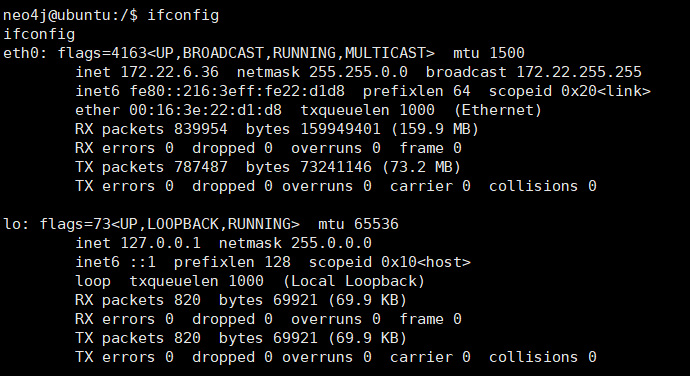 neo4j@ubuntu:/$ ifconfig
ifconfig
eth0: flags=4163<UP,BROADCAST,RUNNING,MULTICAST>  mtu 1500
        inet 172.22.6.36  netmask 255.255.0.0  broadcast 172.22.255.255
        inet6 fe80::216:3eff:fe22:d1d8  prefixlen 64  scopeid 0x20<link>
        ether 00:16:3e:22:d1:d8  txqueuelen 1000  (Ethernet)
        RX packets 839954  bytes 159949401 (159.9 MB)
        RX errors 0  dropped 0  overruns 0  frame 0
        TX packets 787487  bytes 73241146 (73.2 MB)
        TX errors 0  dropped 0 overruns 0  carrier 0  collisions 0

lo: flags=73<UP,LOOPBACK,RUNNING>  mtu 65536
        inet 127.0.0.1  netmask 255.0.0.0
        inet6 ::1  prefixlen 128  scopeid 0x10<host>
        loop  txqueuelen 1000  (Local Loopback)
        RX packets 820  bytes 69921 (69.9 KB)
        RX errors 0  dropped 0  overruns 0  frame 0
        TX packets 820  bytes 69921 (69.9 KB)
        TX errors 0  dropped 0 overruns 0  carrier 0  collisions 0